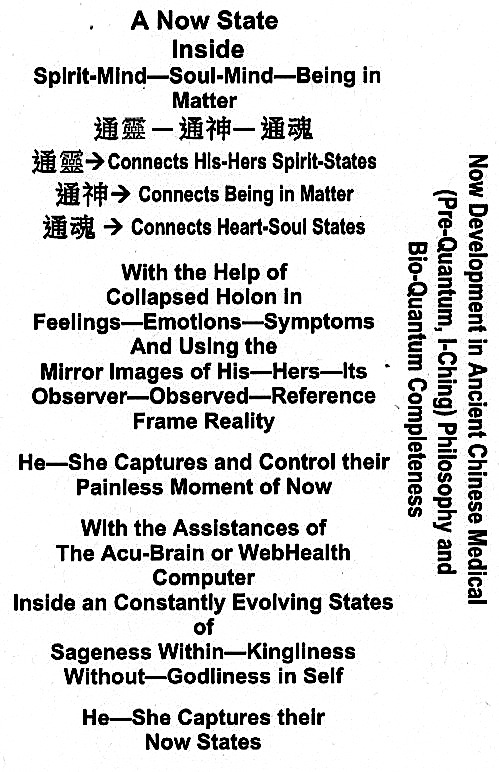 A Now State
Inside
Spirit-Mind—Soul-Mind—Being in
Matter
通靈 — 通神 — 通魂
通靈→Connects His-Hers Spirit-States
通神→ Connects Being in Matter
通魂 → Connects Heart-Soul States
With the Help of
Collapsed Holon in
Feelings—Emotions—Symptoms
And Using the
Mirror Images of His—Hers—Its
Observer—Observed—Reference
Frame Reality
He—She Captures and Control their
Painless Moment of Now
With the Assistances of
The Acu-Brain or WebHealth
Computer
Inside an Constantly Evolving States
of
Sageness Within—Kingliness
Without—Godliness in Self
He—She Captures their
Now States
Now Development in Ancient Chinese Medical
(Pre-Quantum, I-Ching) Philosophy and
Bio-Quantum Completeness